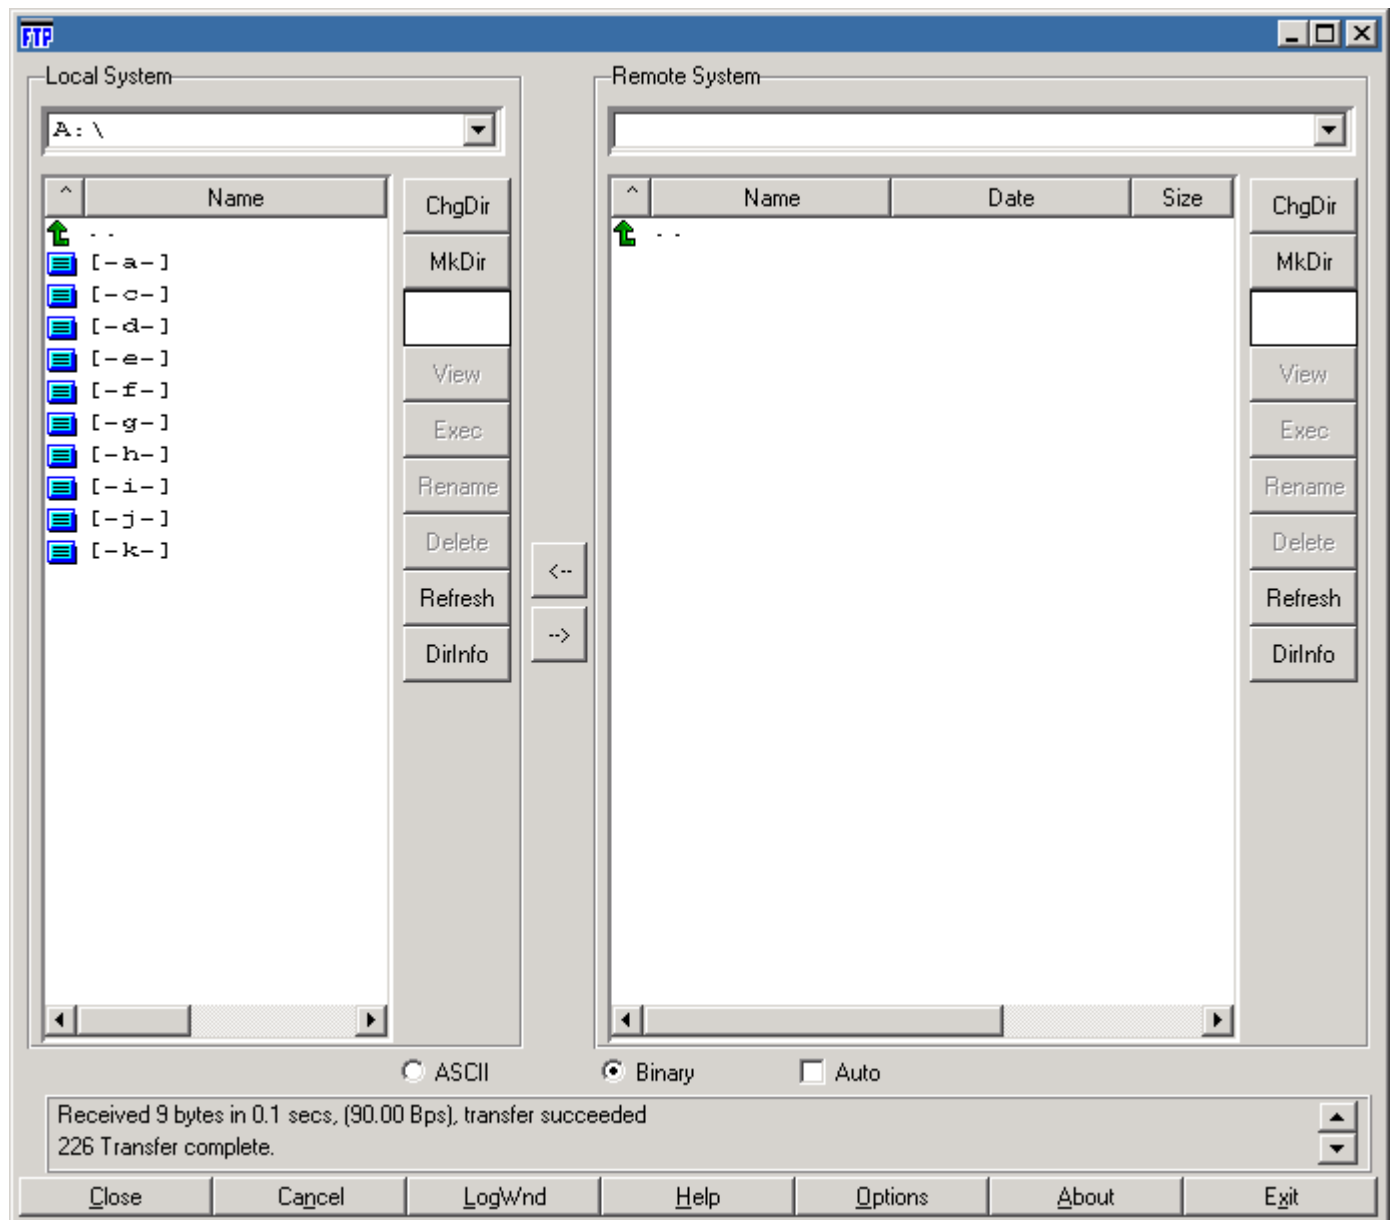 FTP
Local System
A:\
^ Name
..
[-a-]
[-c-]
[-d-]
[-e-]
[-f-]
[-g-]
[-h-]
[-i-]
[-j-]
[-k-]
ChgDir
MkDir
View
Exec
Rename
Delete
Refresh
DirInfo
<--
-->
Remote System
^ Name Date Size
..
ChgDir
MkDir
View
Exec
Rename
Delete
Refresh
DirInfo
ASCII Binary Auto
Received 9 bytes in 0.1 secs, (90.00 Bps), transfer succeeded
226 Transfer complete.
Close Cancel LogWnd Help Options About Exit